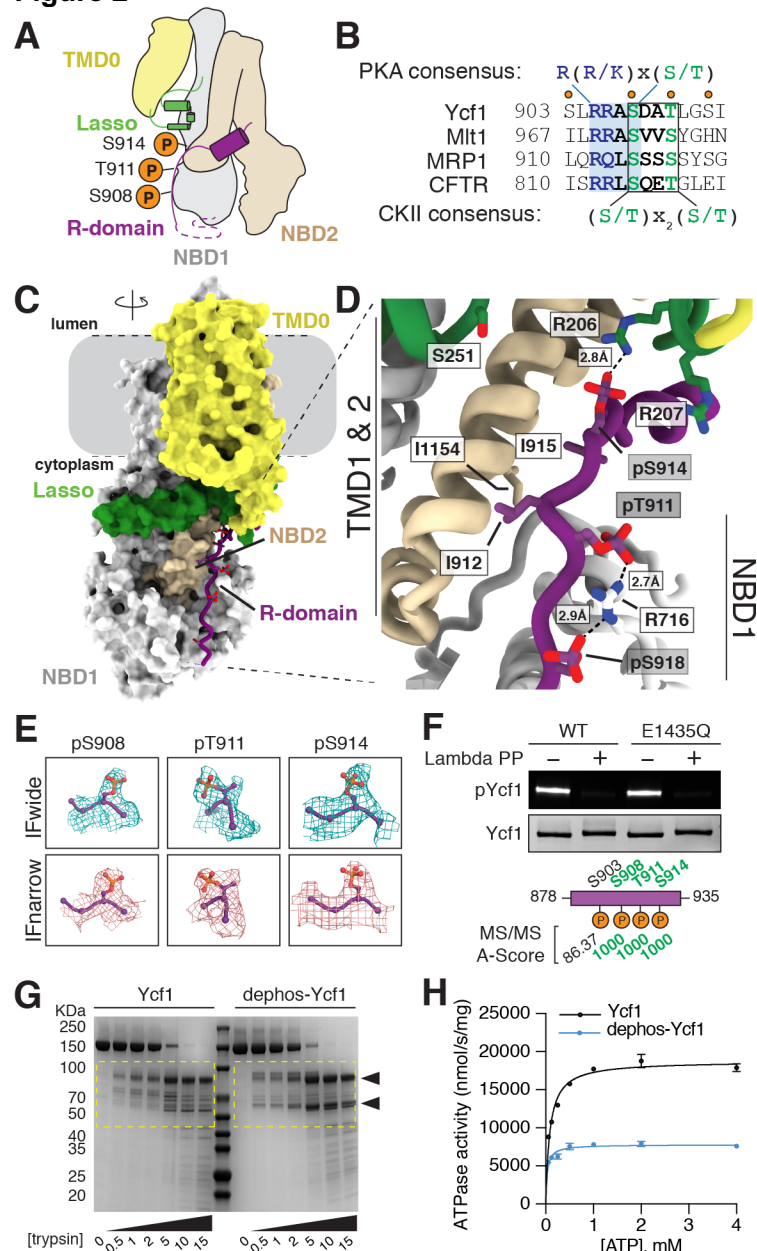 A
TMD0
Lasso
S914
P
T911
P
S908
P
R-domain
NBD1
NBD2
B
PKA consensus: R(R/K)x(S/T)
Ycf1 903 SLRRASDATLGSI
Mlt1 967 ILRRASVVSYGHN
MRP1 910 LQRQLSSSSSYSG
CFTR 810 ISRRLSQETGLEI
CKII consensus: (S/T)x2(S/T)
C
lumen
TMD0
cytoplasm
Lasso
NBD2
R-domain
NBD1
D
TMD1 & 2
R206
2.8Å
S251
R207
I1154
I915
pS914
pT911
I912
2.7Å
2.9Å
R716
pS918
NBD1
E
pS908 pT911 pS914
IFwide
IFnarrow
F
WT E1435Q
Lambda PP – + – +
pYcf1
Ycf1
S903 S908 T911 S914
878 935
P P P P
MS/MS
A-Score
86.37 1000 1000 1000
G
Ycf1 dephos-Ycf1
KDa
250
150
100
70
50
40
35
25
20
[trypsin] 0 0.5 1 2 5 10 15 0 0.5 1 2 5 10 15
H
Ycf1
dephos-Ycf1
ATPase activity (nmol/s/mg)
25000
20000
15000
10000
5000
0
0 1 2 3 4
[ATP], mM